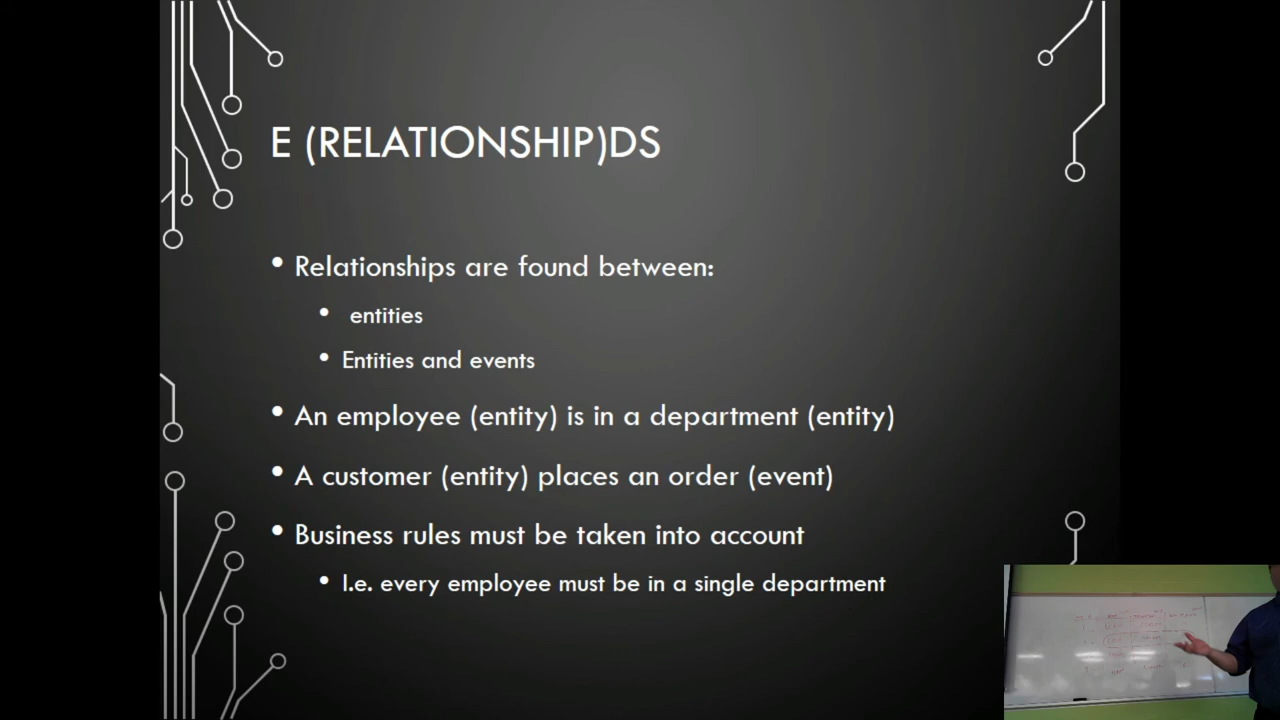 E (RELATIONSHIP)DS
• Relationships are found between:
• entities
• Entities and events
• An employee (entity) is in a department (entity)
• A customer (entity) places an order (event)
• Business rules must be taken into account
• I.e. every employee must be in a single department